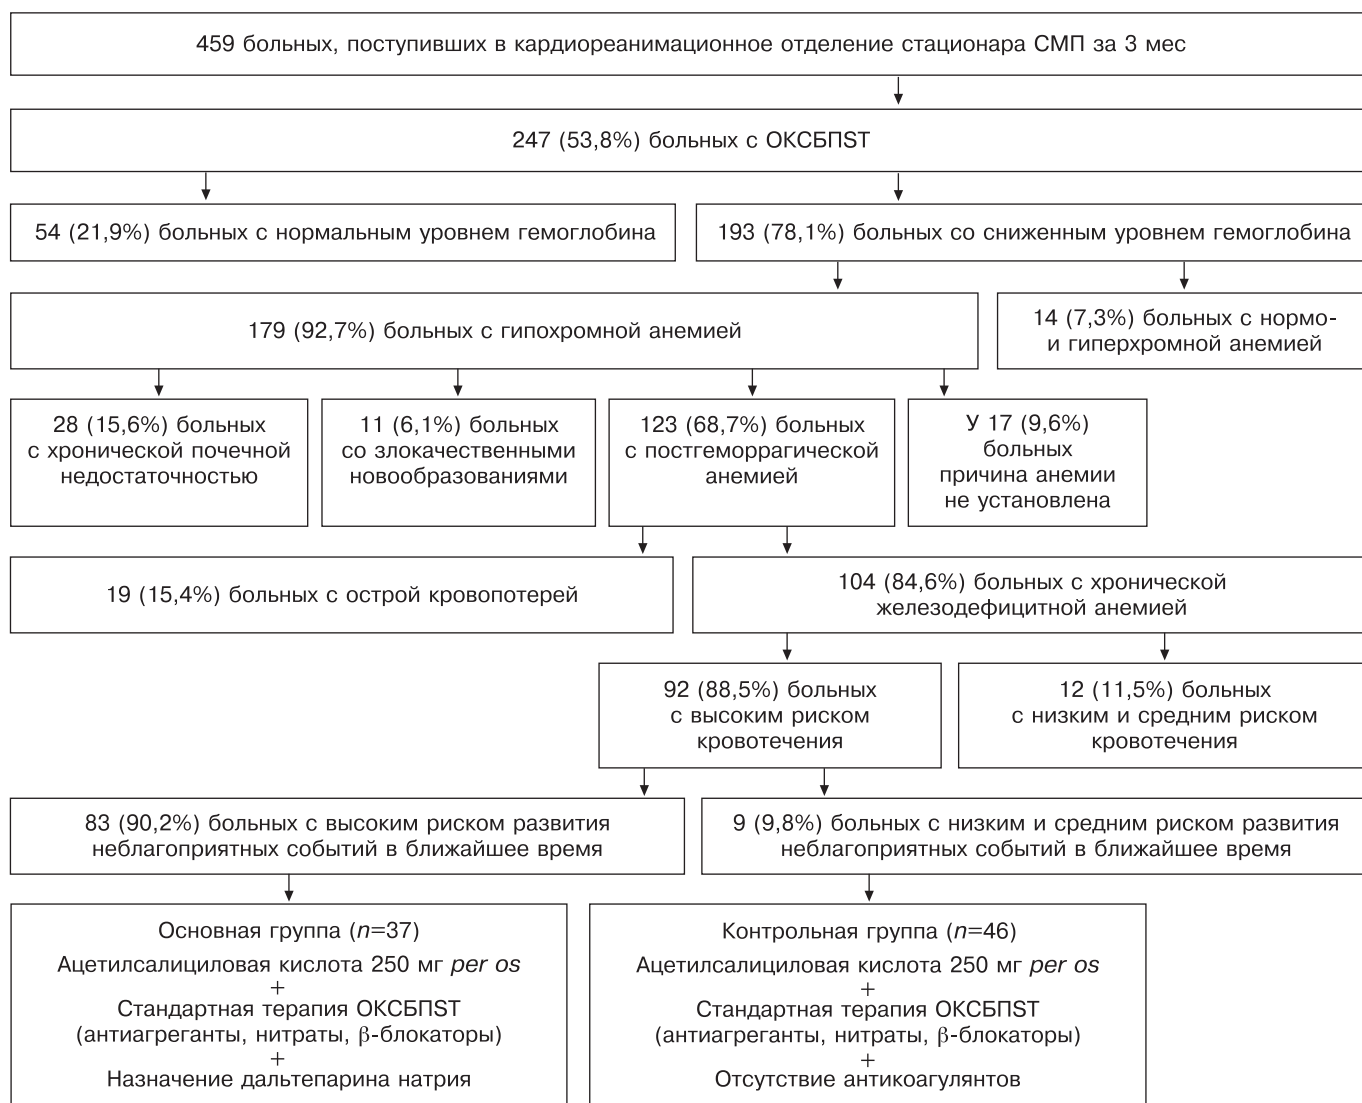 459 больных, поступивших в кардиореанимационное отделение стационара СМП за 3 мес
247 (53,8%) больных с ОКСБПST
54 (21,9%) больных с нормальным уровнем гемоглобина
193 (78,1%) больных со сниженным уровнем гемоглобина
179 (92,7%) больных с гипохромной анемией
14 (7,3%) больных с нормо-
и гиперхромной анемией
28 (15,6%) больных
с хронической почечной
недостаточностью
11 (6,1%) больных
со злокачественными
новообразованиями
123 (68,7%) больных
с постгеморрагической
анемией
У 17 (9,6%)
больных
причина анемии
не установлена
19 (15,4%) больных с острой кровопотерей
104 (84,6%) больных с хронической
железодефицитной анемией
92 (88,5%) больных
с высоким риском
кровотечения
12 (11,5%) больных
с низким и средним риском
кровотечения
83 (90,2%) больных с высоким риском развития
неблагоприятных событий в ближайшее время
9 (9,8%) больных с низким и средним риском развития
неблагоприятных событий в ближайшее время
Основная группа (n=37)
Ацетилсалициловая кислота 250 мг per os
+
Стандартная терапия ОКСБПST
(антиагреганты, нитраты, β-блокаторы)
+
Назначение дальтепарина натрия
Контрольная группа (n=46)
Ацетилсалициловая кислота 250 мг per os
+
Стандартная терапия ОКСБПST
(антиагреганты, нитраты, β-блокаторы)
+
Отсутствие антикоагулянтов